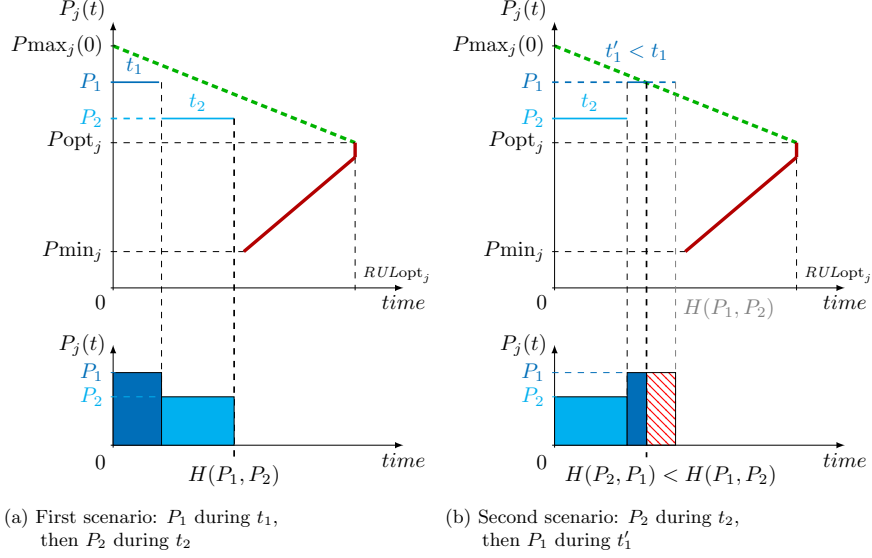 P_j(t)
Pmax_j(0)
t_1
P_1
t_2
P_2
Popt_j
Pmin_j
RULopt_j
0
time
P_j(t)
P_1
P_2
0
time
H(P_1, P_2)
(a) First scenario: P_1 during t_1,
then P_2 during t_2
P_j(t)
Pmax_j(0)
t'_1 < t_1
P_1
t_2
P_2
Popt_j
Pmin_j
RULopt_j
0
time
H(P_1, P_2)
P_j(t)
P_1
P_2
0
time
H(P_2, P_1) < H(P_1, P_2)
(b) Second scenario: P_2 during t_2,
then P_1 during t'_1